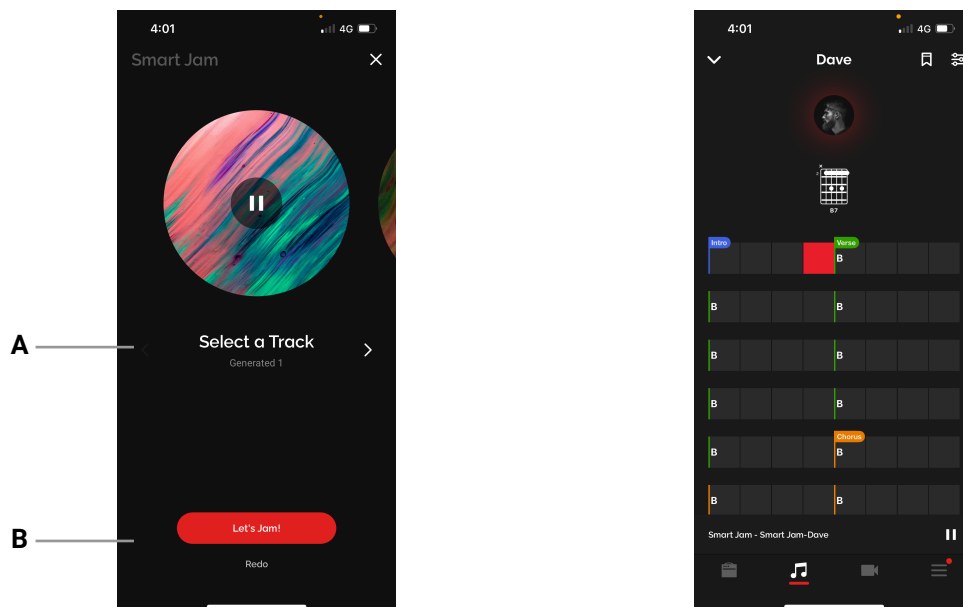 4:01
4G
Smart Jam
A
Select a Track
Generated 1
B
Let's Jam!
Redo
4:01
4G
Dave
x
2
B7
Intro
Verse
B
B
B
B
B
B
B
Chorus
B
B
B
B
Smart Jam - Smart Jam-Dave